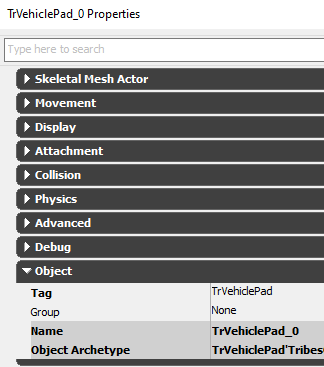 TrVehiclePad_0 Properties
Type here to search
Skeletal Mesh Actor
Movement
Display
Attachment
Collision
Physics
Advanced
Debug
Object
Tag TrVehiclePad
Group None
Name TrVehiclePad_0
Object Archetype TrVehiclePad'Tribes